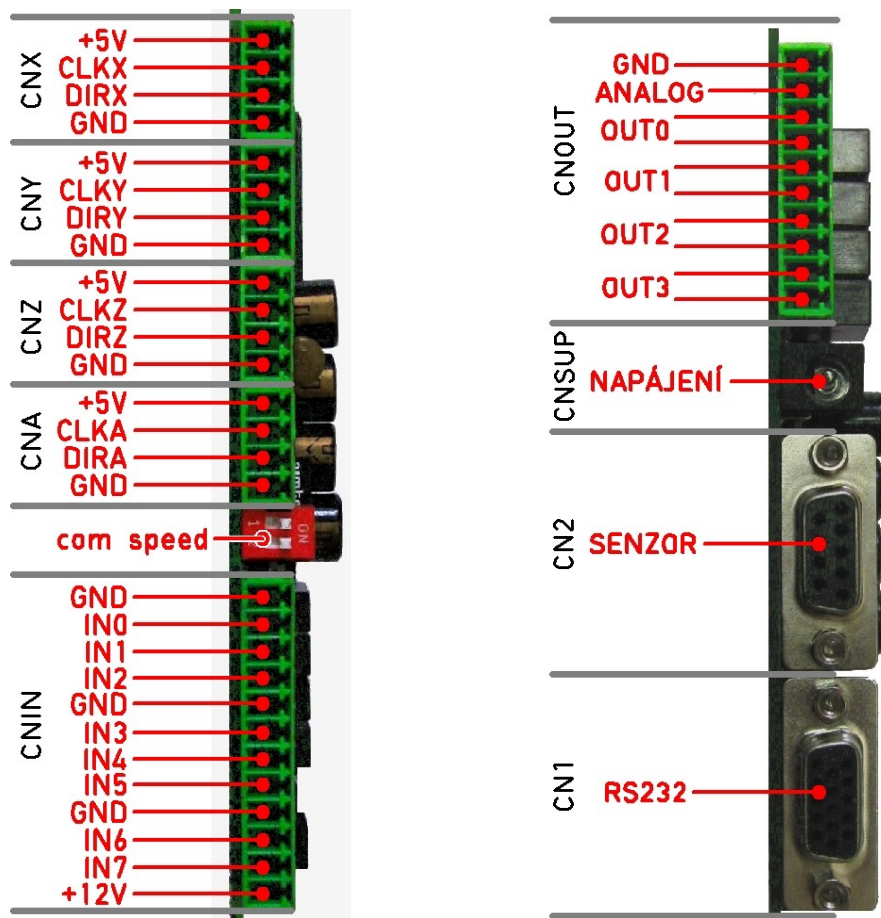 CNX
+5V
CLKX
DIRX
GND
CNY
+5V
CLKY
DIRY
GND
CNZ
+5V
CLKZ
DIRZ
GND
CNA
+5V
CLKA
DIRA
GND
com speed
1
ON
CNIN
GND
IN0
IN1
IN2
GND
IN3
IN4
IN5
GND
IN6
IN7
+12V
CNOUT
GND
ANALOG
OUT0
OUT1
OUT2
OUT3
CNSUP
NAPÁJENÍ
CN2
SENZOR
CN1
RS232